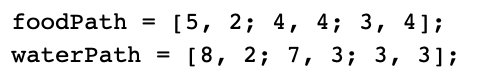 foodPath = [5, 2; 4, 4; 3, 4];
waterPath = [8, 2; 7, 3; 3, 3];